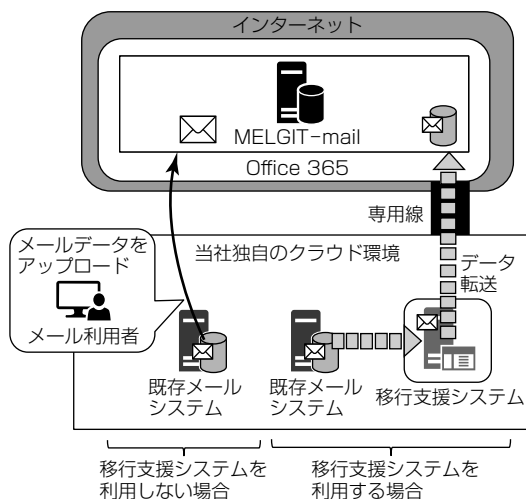 インターネット
MELGIT-mail
Office 365
専用線
メールデータを
アップロード
メール利用者
当社独自のクラウド環境
データ
転送
既存メール
システム
既存メール
システム
移行支援システム
移行支援システムを
利用しない場合
移行支援システムを
利用する場合